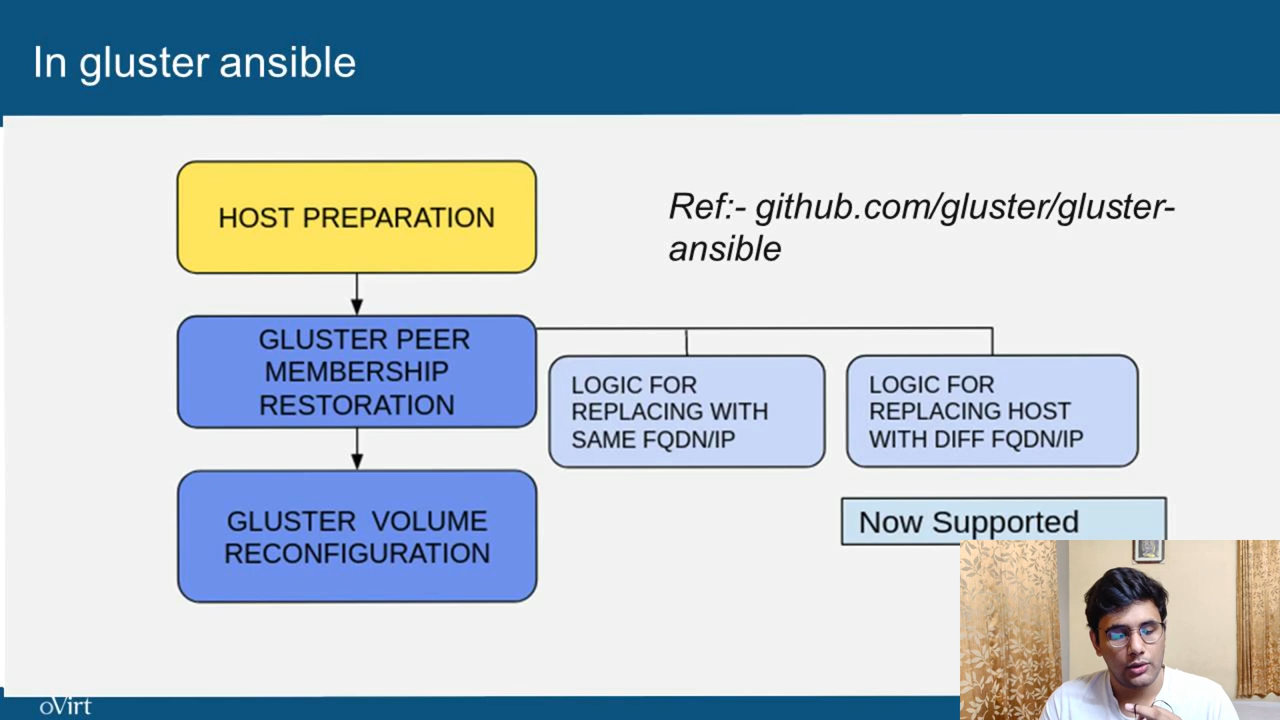 In gluster ansible
HOST PREPARATION
Ref:- github.com/gluster/gluster-
ansible
GLUSTER PEER
MEMBERSHIP
RESTORATION
LOGIC FOR
REPLACING WITH
SAME FQDN/IP
LOGIC FOR
REPLACING HOST
WITH DIFF FQDN/IP
GLUSTER VOLUME
RECONFIGURATION
Now Supported
oVirt